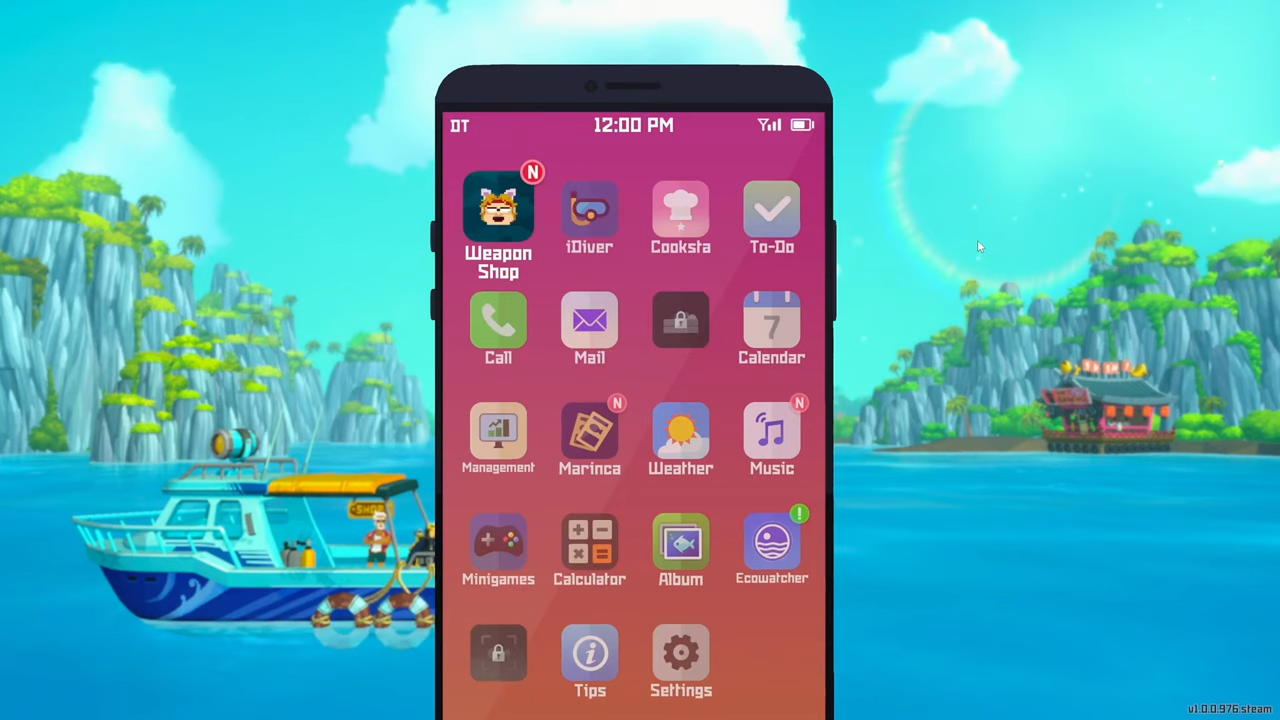 DT
12:00 PM
N
Weapon
Shop
iDiver
Cooksta
To-Do
Call
Mail
7
Calendar
Management
N
Marinca
Weather
N
Music
Minigames
Calculator
Album
!
Ecowatcher
i
Tips
Settings
SHOP
v1.0.0.976.steam